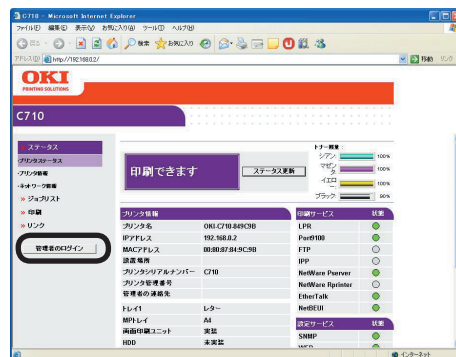 C710 - Microsoft Internet Explorer
ファイル(F) 編集(E) 表示(V) お気に入り(A) ツール(T) ヘルプ(H)
戻る 検索 お気に入り
アドレス(D) http://192.168.0.2/ 移動 リンク
OKI
PRINTING SOLUTIONS
C710
ステータス
プリンタステータス
プリンタ情報
ネットワーク情報
ジョブリスト
印刷
リンク
管理者のログイン
印刷できます
ステータス更新
トナー残量
シアン: 100%
マゼンタ: 100%
イエロー: 100%
ブラック: 90%
プリンタ情報
プリンタ名 OKI-C710-849C9B
IPアドレス 192.168.0.2
MACアドレス 00:80:87:84:9C:9B
設置場所
プリンタシリアルナンバー C710
プリンタ管理番号
管理者の連絡先
トレイ1 レター
MPトレイ A4
両面印刷ユニット 実装
HDD 未実装
印刷サービス 状態
LPR
Port9100
FTP
IPP
NetWare Pserver
NetWare Rprinter
EtherTalk
NetBEUI
設定サービス 状態
SNMP
WEB
インターネット